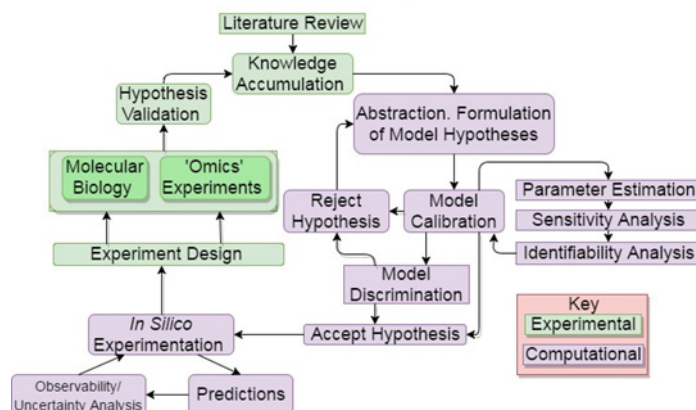 Literature Review
Knowledge
Accumulation
Hypothesis
Validation
Abstraction. Formulation
of Model Hypotheses
Molecular
Biology
'Omics'
Experiments
Reject
Hypothesis
Model
Calibration
Parameter Estimation
Sensitivity Analysis
Identifiability Analysis
Experiment Design
Model
Discrimination
In Silico
Experimentation
Accept Hypothesis
Key
Experimental
Computational
Observability/
Uncertainty Analysis
Predictions